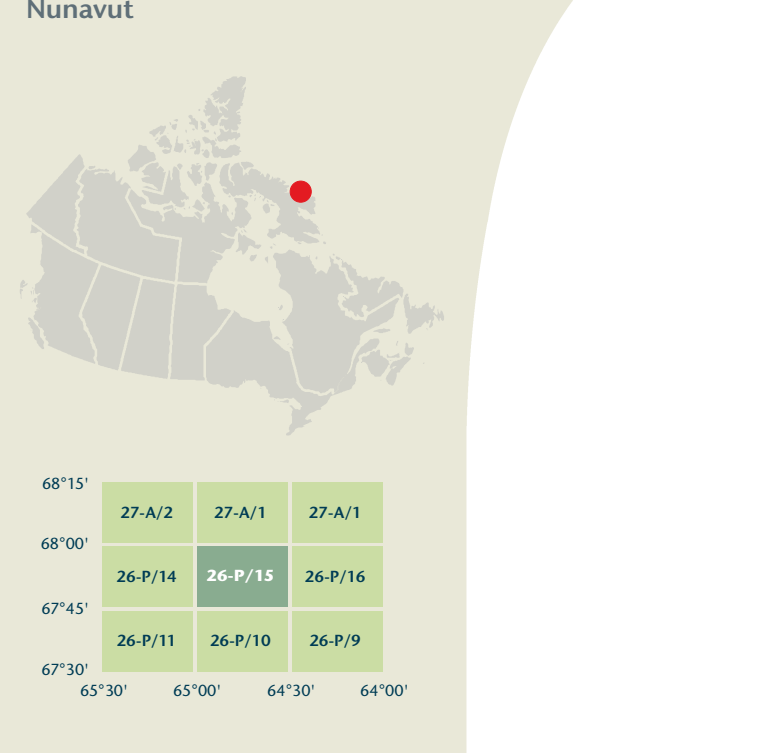 Nunavut
68°15'
27-A/2 27-A/1 27-A/1
68°00'
26-P/14 26-P/15 26-P/16
67°45'
26-P/11 26-P/10 26-P/9
67°30'
65°30' 65°00' 64°30' 64°00'